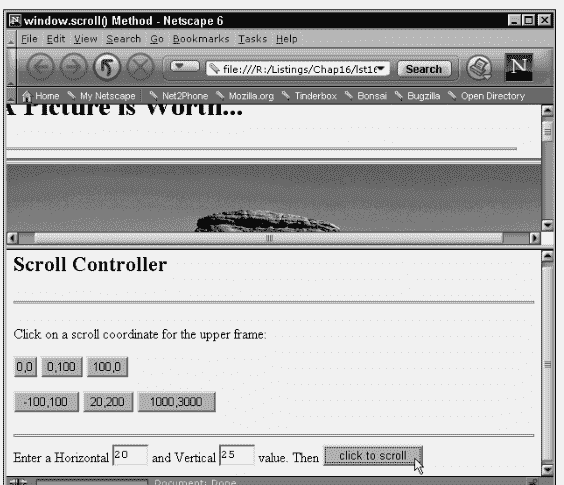 window.scroll() Method - Netscape 6
File Edit View Search Go Bookmarks Tasks Help
file:///R:/Listings/Chap16/lst16 Search N
Home My Netscape Net2Phone Mozilla.org Tinderbox Bonsai Bugzilla Open Directory
A Picture is Worth...
Scroll Controller
Click on a scroll coordinate for the upper frame:
0,0 0,100 100,0
-100,100 20,200 1000,3000
Enter a Horizontal 20 and Vertical 25 value. Then click to scroll
Document: Done